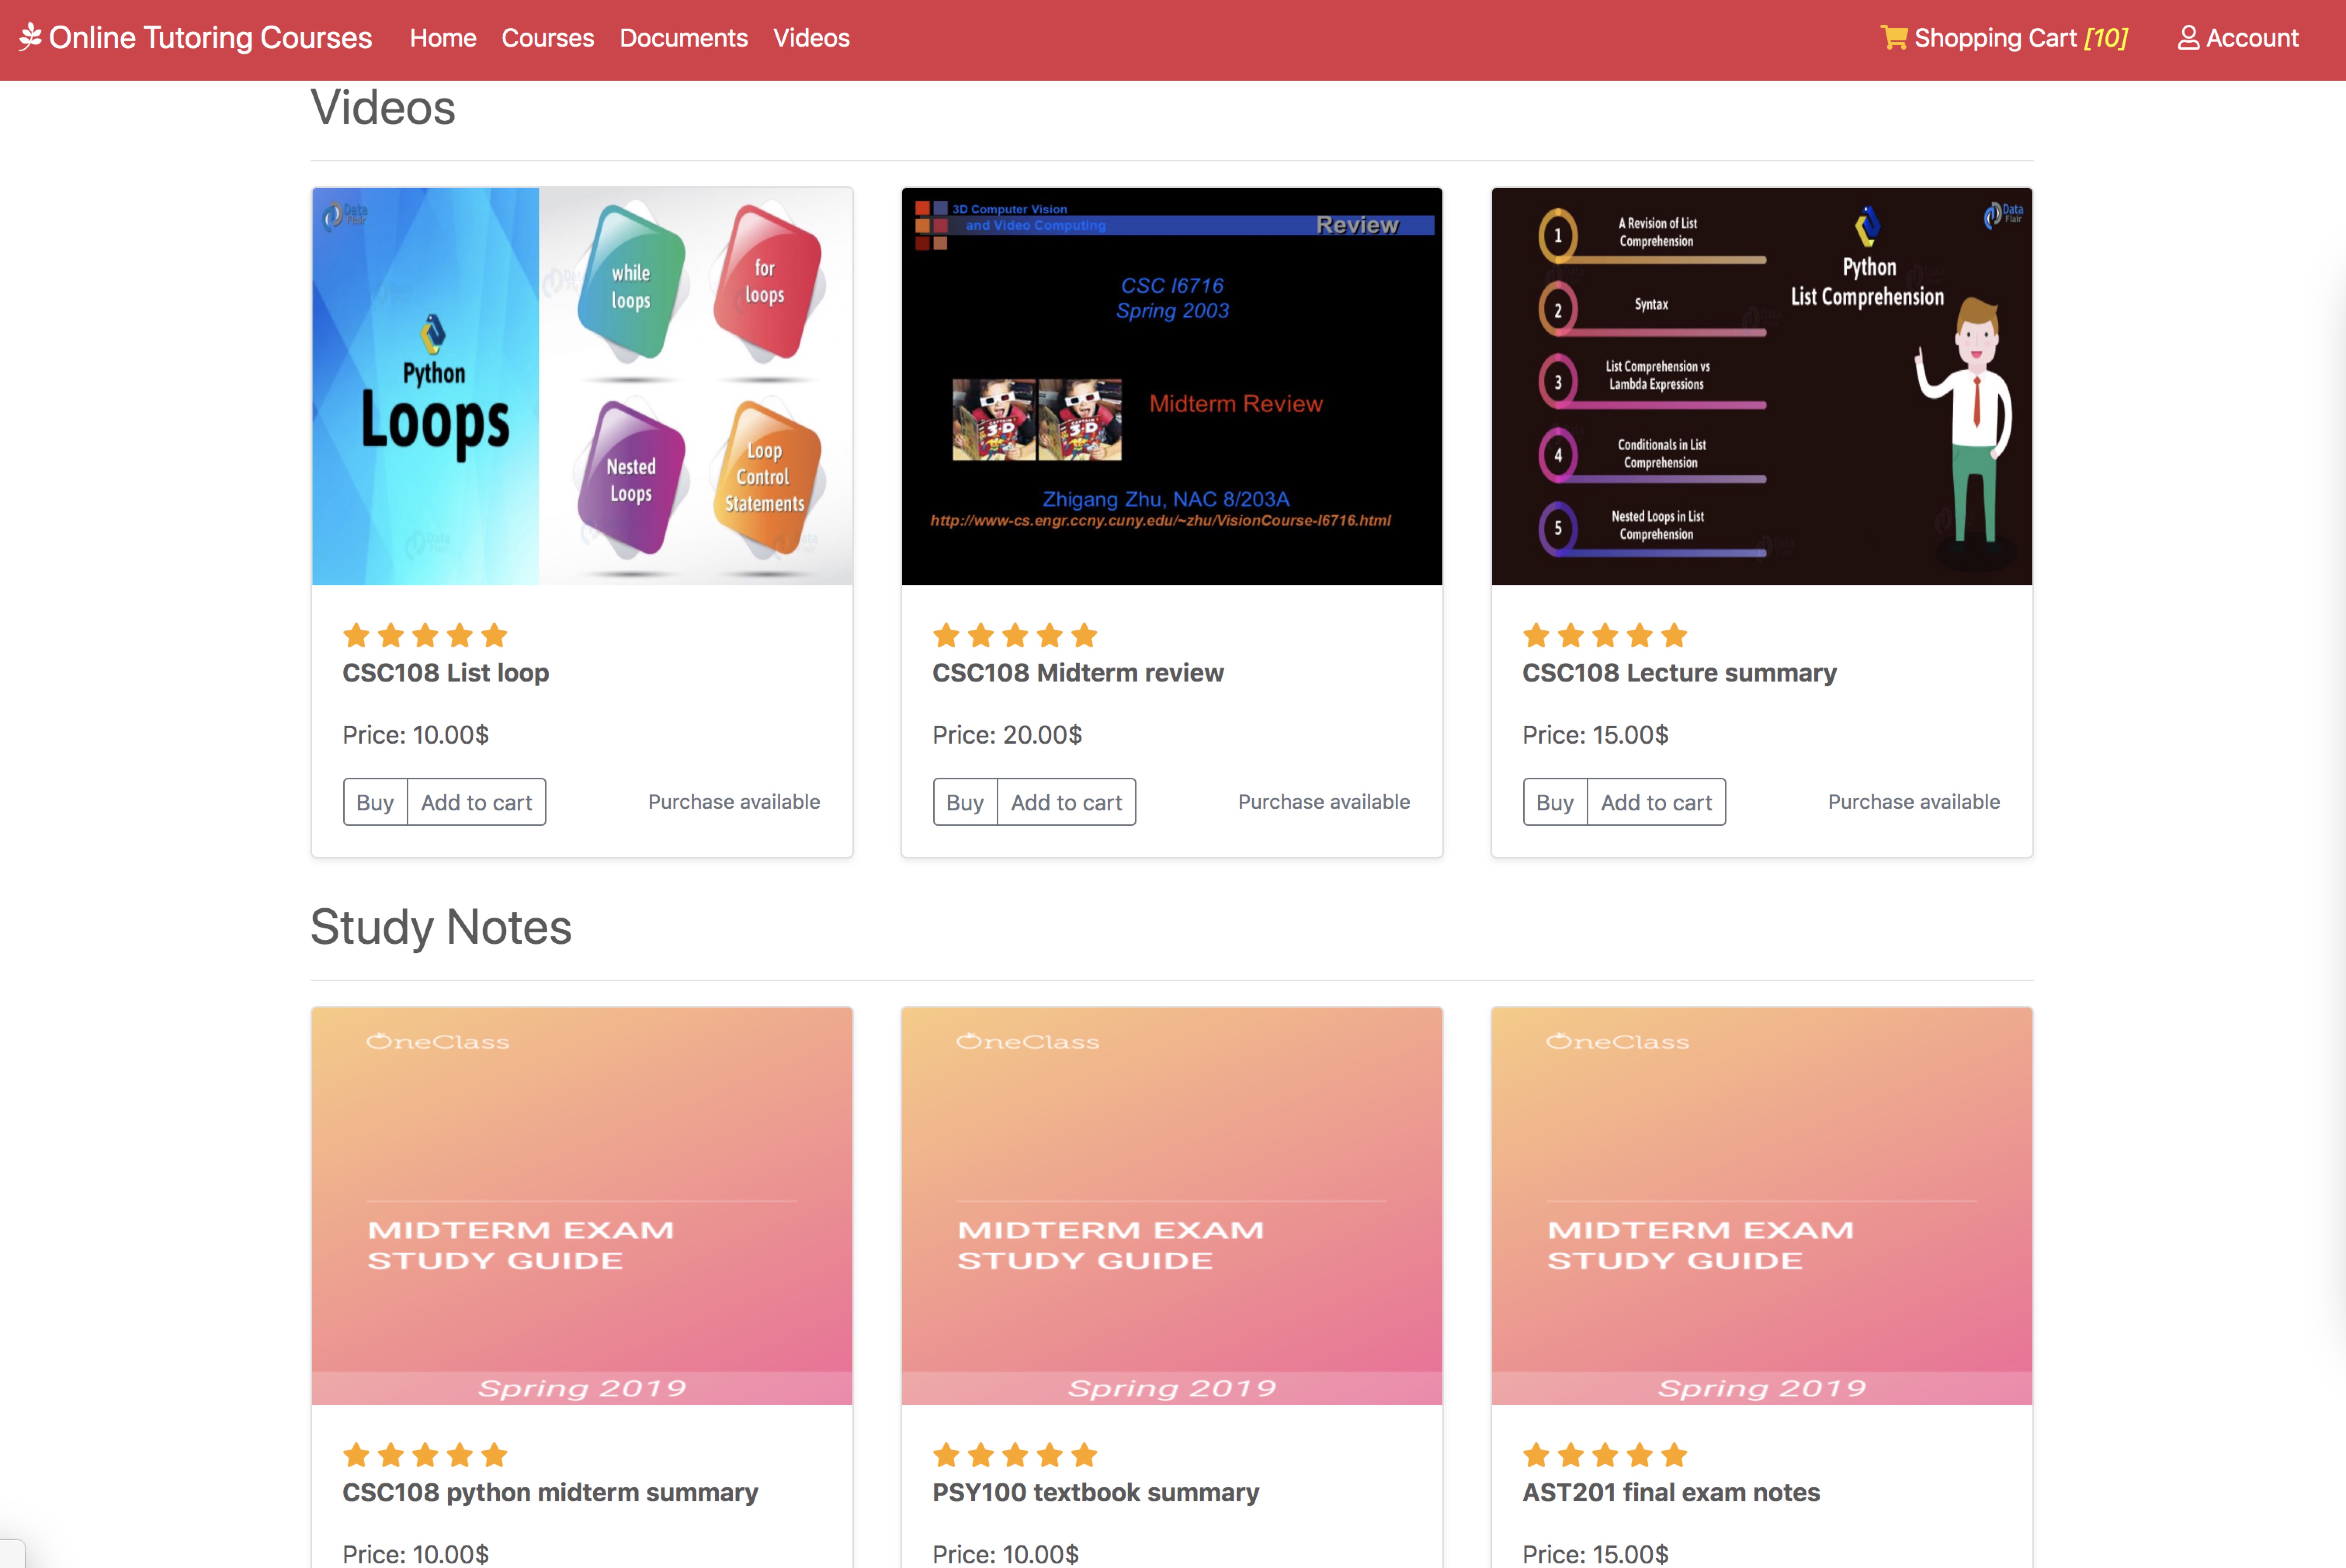 Online Tutoring Courses Home Courses Documents Videos Shopping Cart [10] Account
Videos
Data
Flair
Python
Loops
while
loops
for
loops
Nested
Loops
Loop
Control
Statements
3D Computer Vision
and Video Computing
Review
CSC I6716
Spring 2003
Midterm Review
Zhigang Zhu, NAC 8/203A
http://www-cs.engr.ccny.cuny.edu/~zhu/VisionCourse-I6716.html
1
A Revision of List
Comprehension
2
Syntax
3
List Comprehension vs
Lambda Expressions
4
Conditionals in List
Comprehension
5
Nested Loops in List
Comprehension
Python
List Comprehension
Data
Flair
CSC108 List loop
Price: 10.00$
Buy Add to cart Purchase available
CSC108 Midterm review
Price: 20.00$
Buy Add to cart Purchase available
CSC108 Lecture summary
Price: 15.00$
Buy Add to cart Purchase available
Study Notes
OneClass
MIDTERM EXAM
STUDY GUIDE
Spring 2019
CSC108 python midterm summary
Price: 10.00$
OneClass
MIDTERM EXAM
STUDY GUIDE
Spring 2019
PSY100 textbook summary
Price: 10.00$
OneClass
MIDTERM EXAM
STUDY GUIDE
Spring 2019
AST201 final exam notes
Price: 15.00$